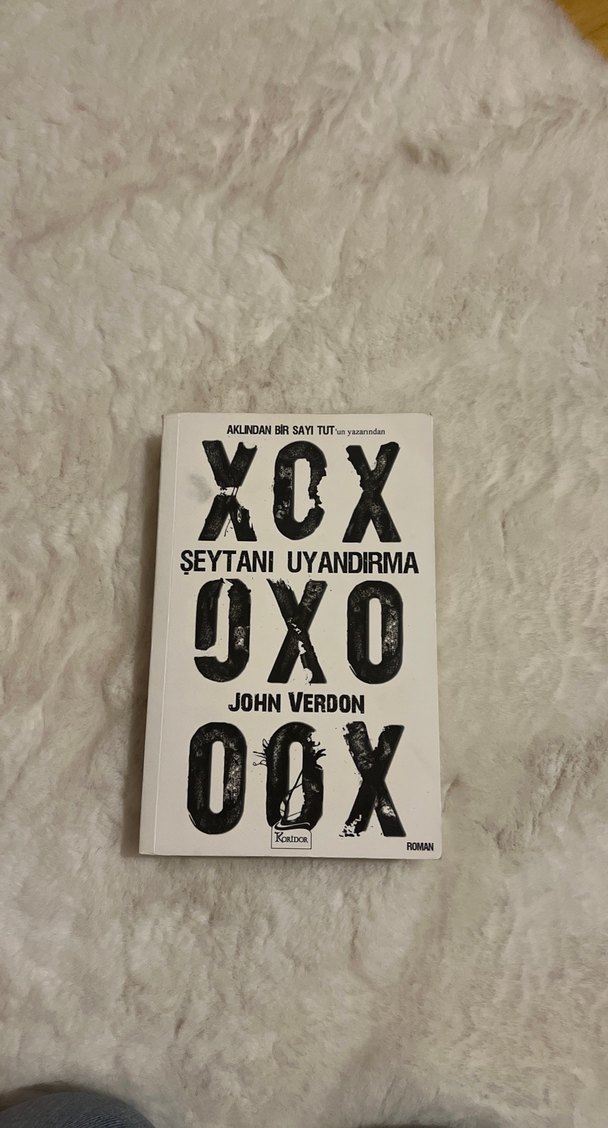 AKLINDAN BİR SAYI TUT'un yazarından
XOX
ŞEYTANI UYANDIRMA
OXO
JOHN VERDON
OOX
KORİDOR
ROMAN